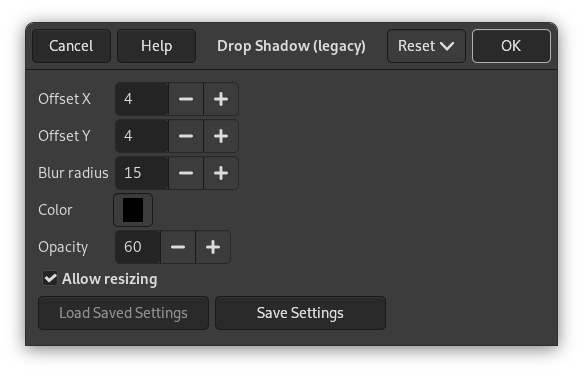 Cancel Help Drop Shadow (legacy) Reset OK
Offset X 4
Offset Y 4
Blur radius 15
Color
Opacity 60
Allow resizing
Load Saved Settings Save Settings